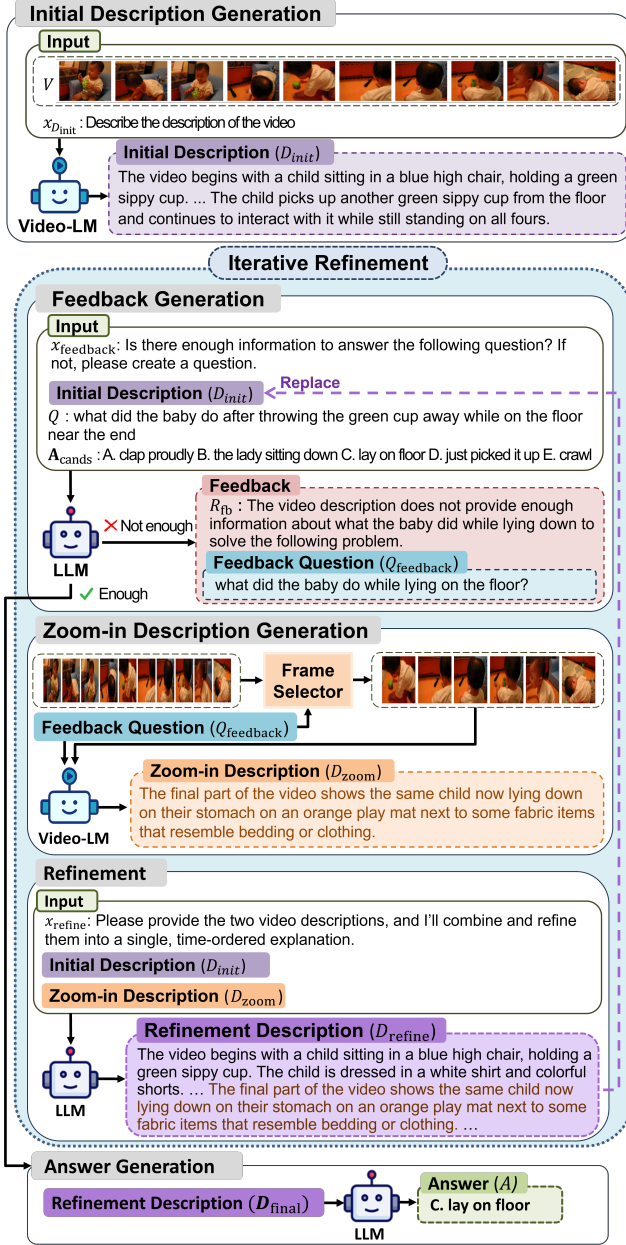 Initial Description Generation
Input
V
x_{D_init} : Describe the description of the video
Video-LM
Initial Description (D_init)
The video begins with a child sitting in a blue high chair, holding a green
sippy cup. ... The child picks up another green sippy cup from the floor
and continues to interact with it while still standing on all fours.
Iterative Refinement
Feedback Generation
Input
x_feedback: Is there enough information to answer the following question? If
not, please create a question.
Initial Description (D_init)
Replace
Q : what did the baby do after throwing the green cup away while on the floor
near the end
A_cands : A. clap proudly B. the lady sitting down C. lay on floor D. just picked it up E. crawl
LLM
Not enough
Enough
Feedback
R_fb : The video description does not provide enough
information about what the baby did while lying down to
solve the following problem.
Feedback Question (Q_feedback)
what did the baby do while lying on the floor?
Zoom-in Description Generation
Frame
Selector
Feedback Question (Q_feedback)
Video-LM
Zoom-in Description (D_zoom)
The final part of the video shows the same child now lying down
on their stomach on an orange play mat next to some fabric items
that resemble bedding or clothing.
Refinement
Input
x_refine: Please provide the two video descriptions, and I'll combine and refine
them into a single, time-ordered explanation.
Initial Description (D_init)
Zoom-in Description (D_zoom)
LLM
Refinement Description (D_refine)
The video begins with a child sitting in a blue high chair, holding a
green sippy cup. The child is dressed in a white shirt and colorful
shorts. ... The final part of the video shows the same child now
lying down on their stomach on an orange play mat next to some
fabric items that resemble bedding or clothing. ...
Answer Generation
Refinement Description (D_final)
LLM
Answer (A)
C. lay on floor